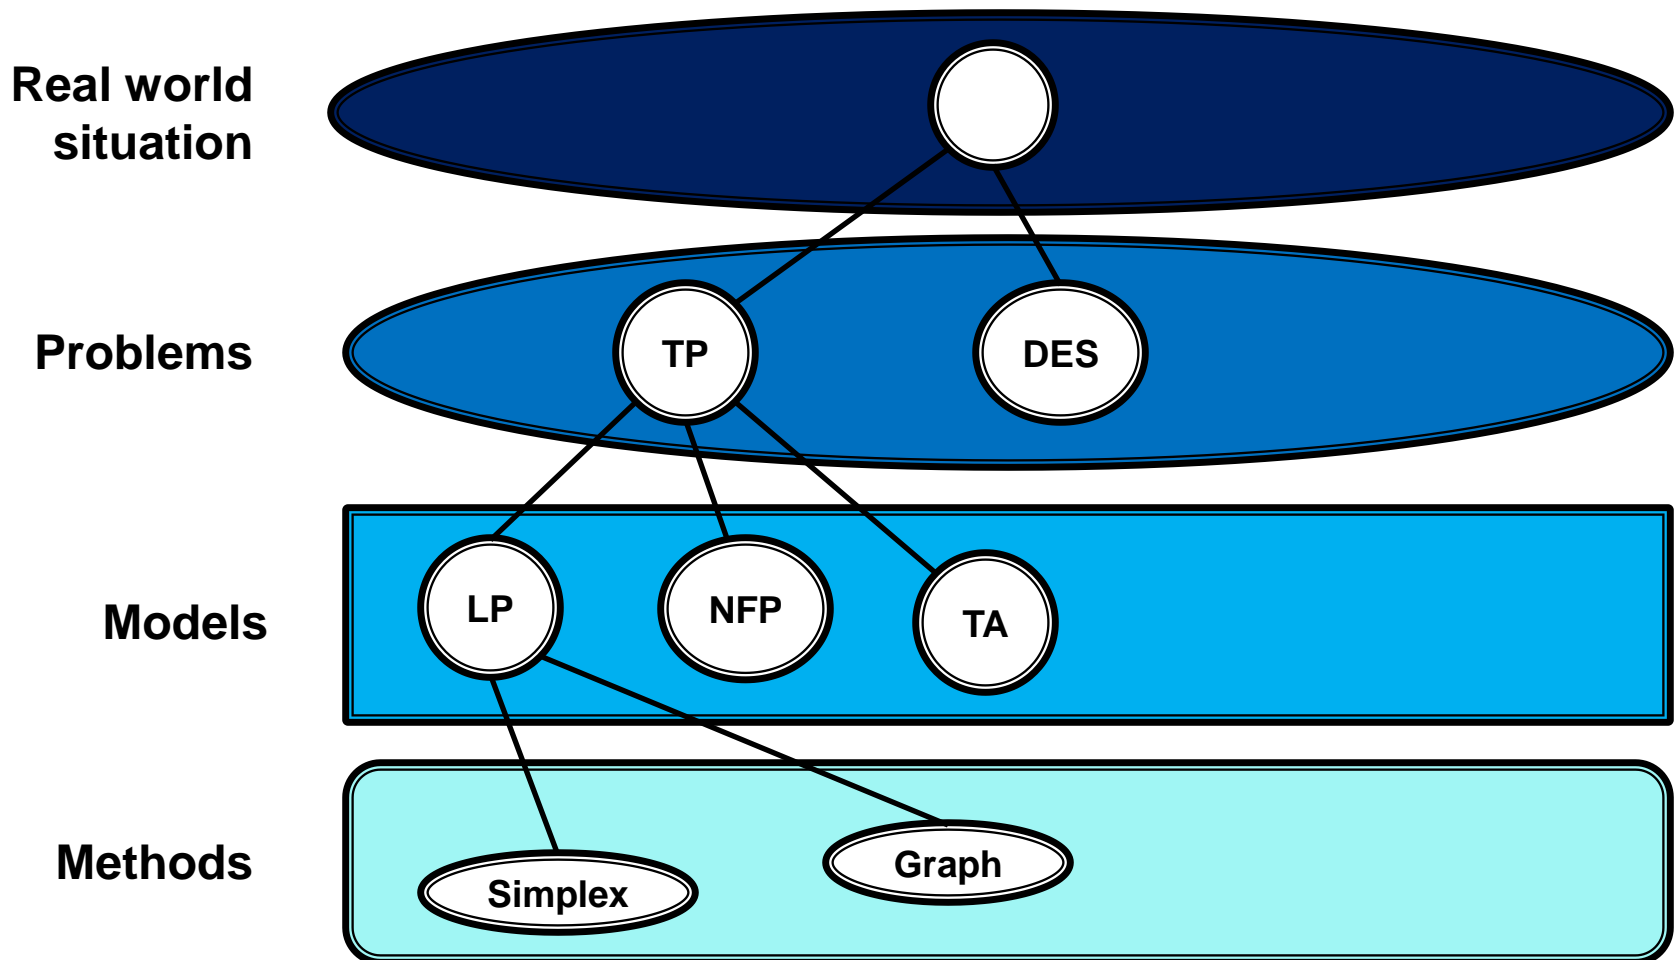 Real world
situation
Problems
TP
DES
Models
LP
NFP
TA
Methods
Simplex
Graph